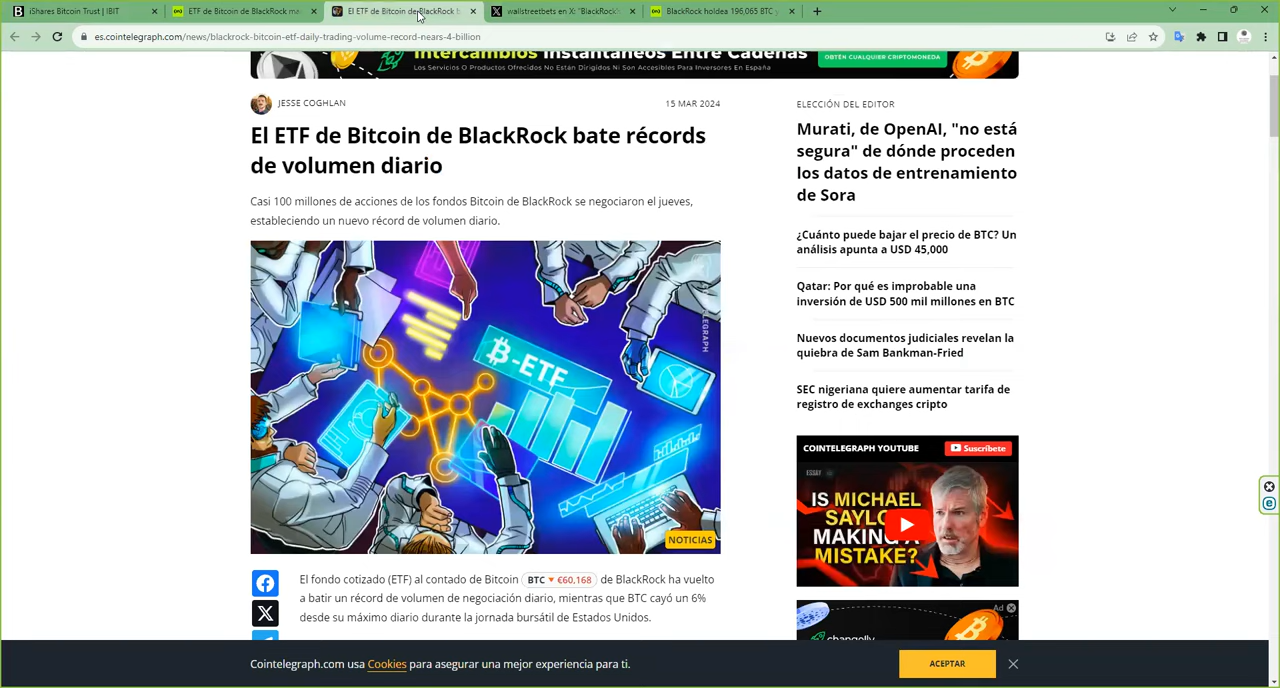 iShares Bitcoin Trust | IBIT
ETF de Bitcoin de BlackRock ma
El ETF de Bitcoin de BlackRock b
wallstreetbets en X: "BlackRock's
BlackRock holdea 196,065 BTC y
es.cointelegraph.com/news/blackrock-bitcoin-etf-daily-trading-volume-record-nears-4-billion
Intercambios Instantáneos Entre Cadenas
Los Servicios O Productos Ofrecidos No Están Dirigidos Ni Son Accesibles Para Inversores En España
OBTÉN CUALQUIER CRIPTOMONEDA
JESSE COGHLAN
15 MAR 2024
El ETF de Bitcoin de BlackRock bate récords
de volumen diario
Casi 100 millones de acciones de los fondos Bitcoin de BlackRock se negociaron el jueves,
estableciendo un nuevo récord de volumen diario.
B-ETF
NOTICIAS
El fondo cotizado (ETF) al contado de Bitcoin BTC ▼ €60,168 de BlackRock ha vuelto
a batir un récord de volumen de negociación diario, mientras que BTC cayó un 6%
desde su máximo diario durante la jornada bursátil de Estados Unidos.
ELECCIÓN DEL EDITOR
Murati, de OpenAI, "no está
segura" de dónde proceden
los datos de entrenamiento
de Sora
¿Cuánto puede bajar el precio de BTC? Un
análisis apunta a USD 45,000
Qatar: Por qué es improbable una
inversión de USD 500 mil millones en BTC
Nuevos documentos judiciales revelan la
quiebra de Sam Bankman-Fried
SEC nigeriana quiere aumentar tarifa de
registro de exchanges cripto
COINTELEGRAPH YOUTUBE
Suscríbete
ESSAY
IS MICHAEL
SAYLO
MAKING A
MISTAKE?
Ad
changelly
Cointelegraph.com usa Cookies para asegurar una mejor experiencia para ti.
ACEPTAR